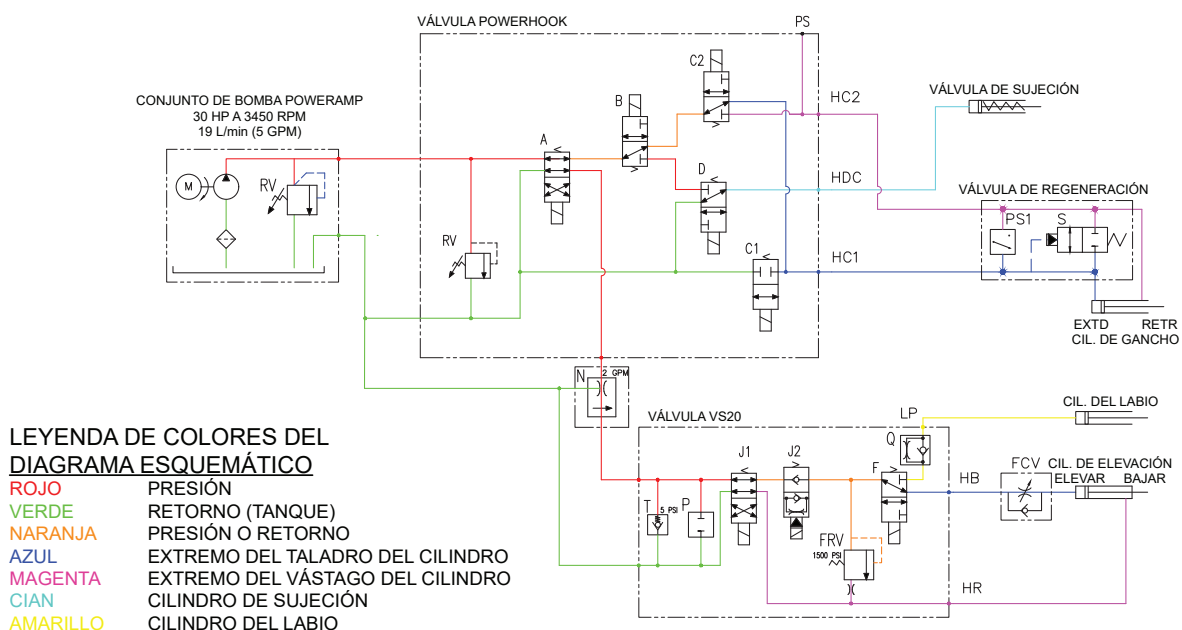 VÁLVULA POWERHOOK
PS
CONJUNTO DE BOMBA POWERAMP
30 HP A 3450 RPM
19 L/min (5 GPM)
C2
B
A
HC2
VÁLVULA DE SUJECIÓN
M
RV
D
HDC
VÁLVULA DE REGENERACIÓN
PS1
S
RV
C1
HC1
EXTD
RETR
CIL. DE GANCHO
N
2 GPM
VÁLVULA VS20
LP
CIL. DEL LABIO
Q
J1
J2
F
HB
FCV
CIL. DE ELEVACIÓN
ELEVAR
BAJAR
T
5 PSI
P
FRV
1500 PSI
HR
LEYENDA DE COLORES DEL
DIAGRAMA ESQUEMÁTICO
ROJO PRESIÓN
VERDE RETORNO (TANQUE)
NARANJA PRESIÓN O RETORNO
AZUL EXTREMO DEL TALADRO DEL CILINDRO
MAGENTA EXTREMO DEL VÁSTAGO DEL CILINDRO
CIAN CILINDRO DE SUJECIÓN
AMARILLO CILINDRO DEL LABIO